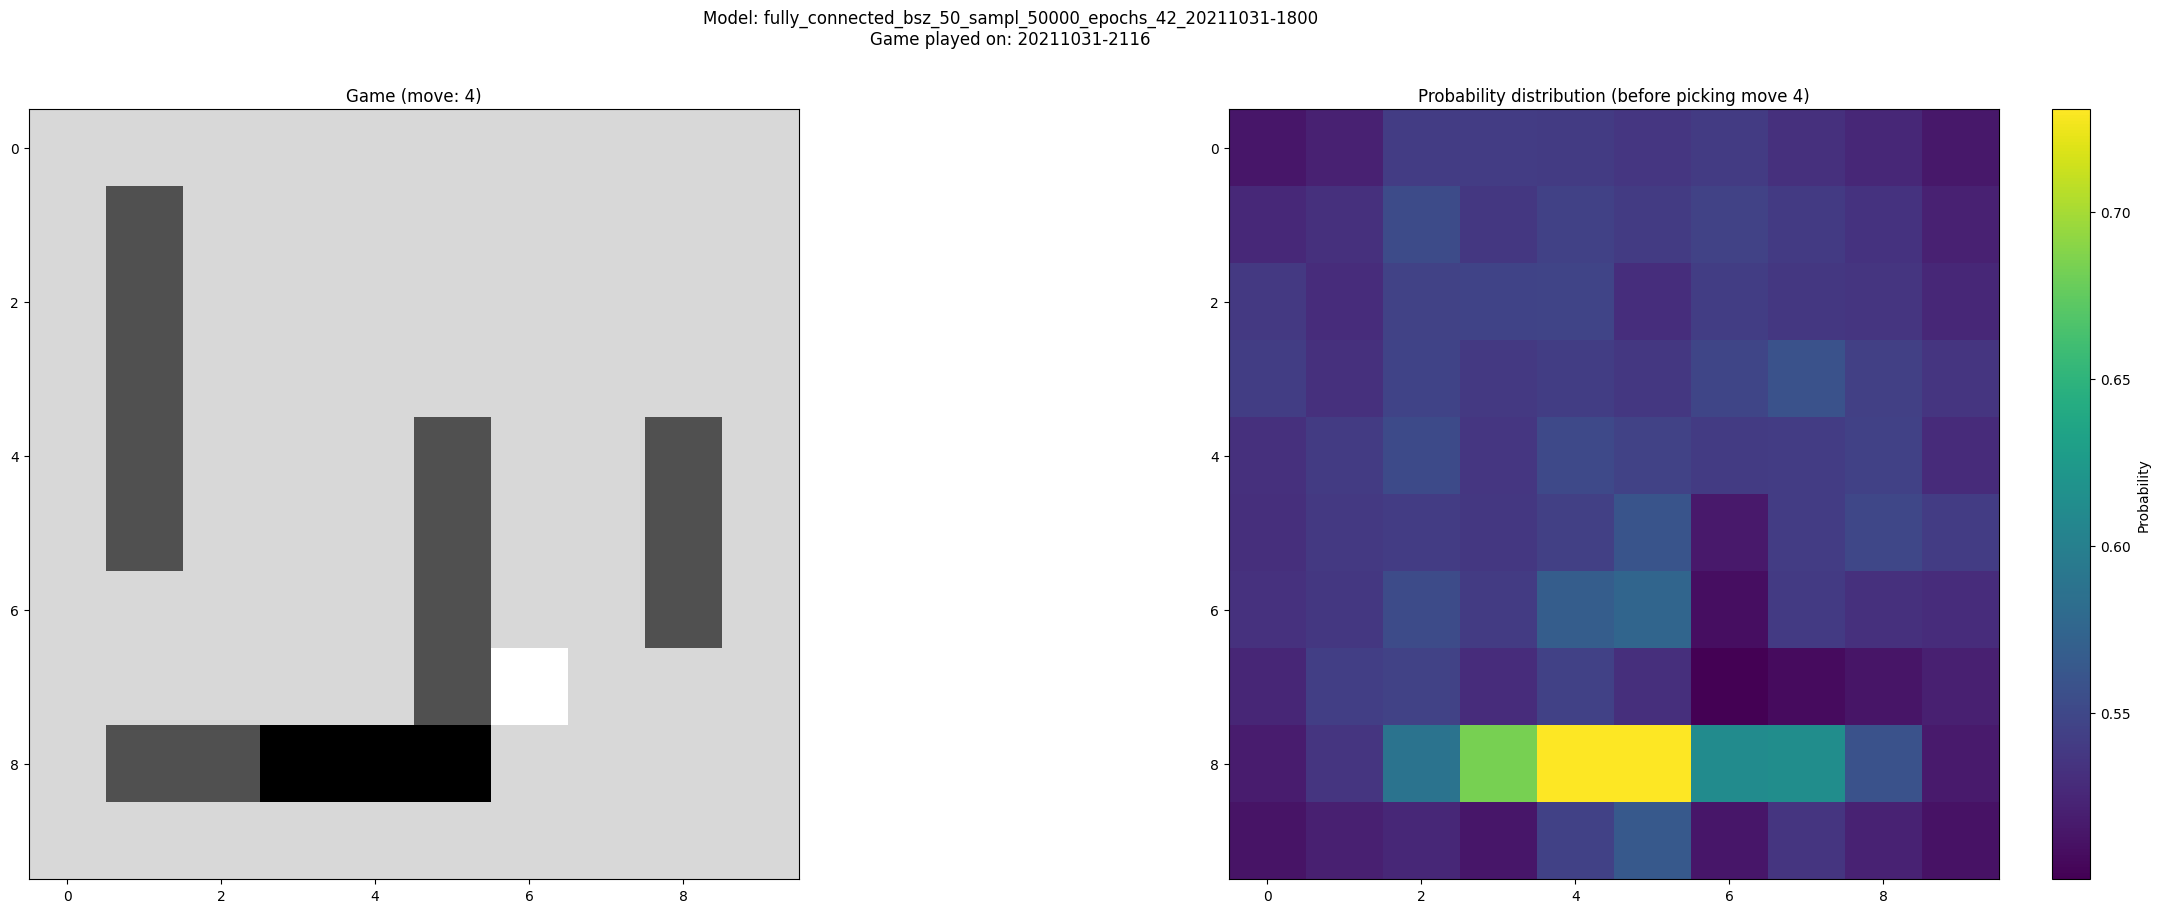 Model: fully_connected_bsz_50_sampl_50000_epochs_42_20211031-1800
Game played on: 20211031-2116
Game (move: 4)
0
2
4
6
8
0 2 4 6 8
Probability distribution (before picking move 4)
0
2
4
6
8
0 2 4 6 8
0.70
0.65
0.60
0.55
Probability